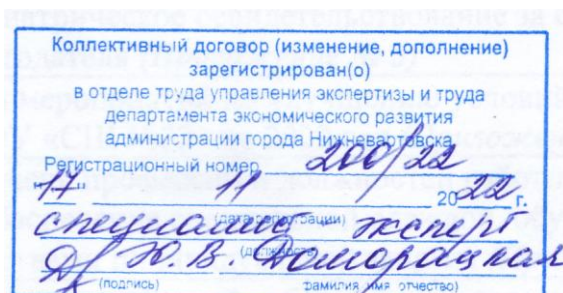 Коллективный договор (изменение, дополнение)
зарегистрирован(о)
в отделе труда управления экспертизы и труда
департамента экономического развития
администрации города Нижневартовска
Регистрационный номер 200/22
"17" 11 2022 г.
специалист - эксперт
(дата регистрации)
(должность)
Ю.В. Доморацкая
(подпись) фамилия, имя, отчество)